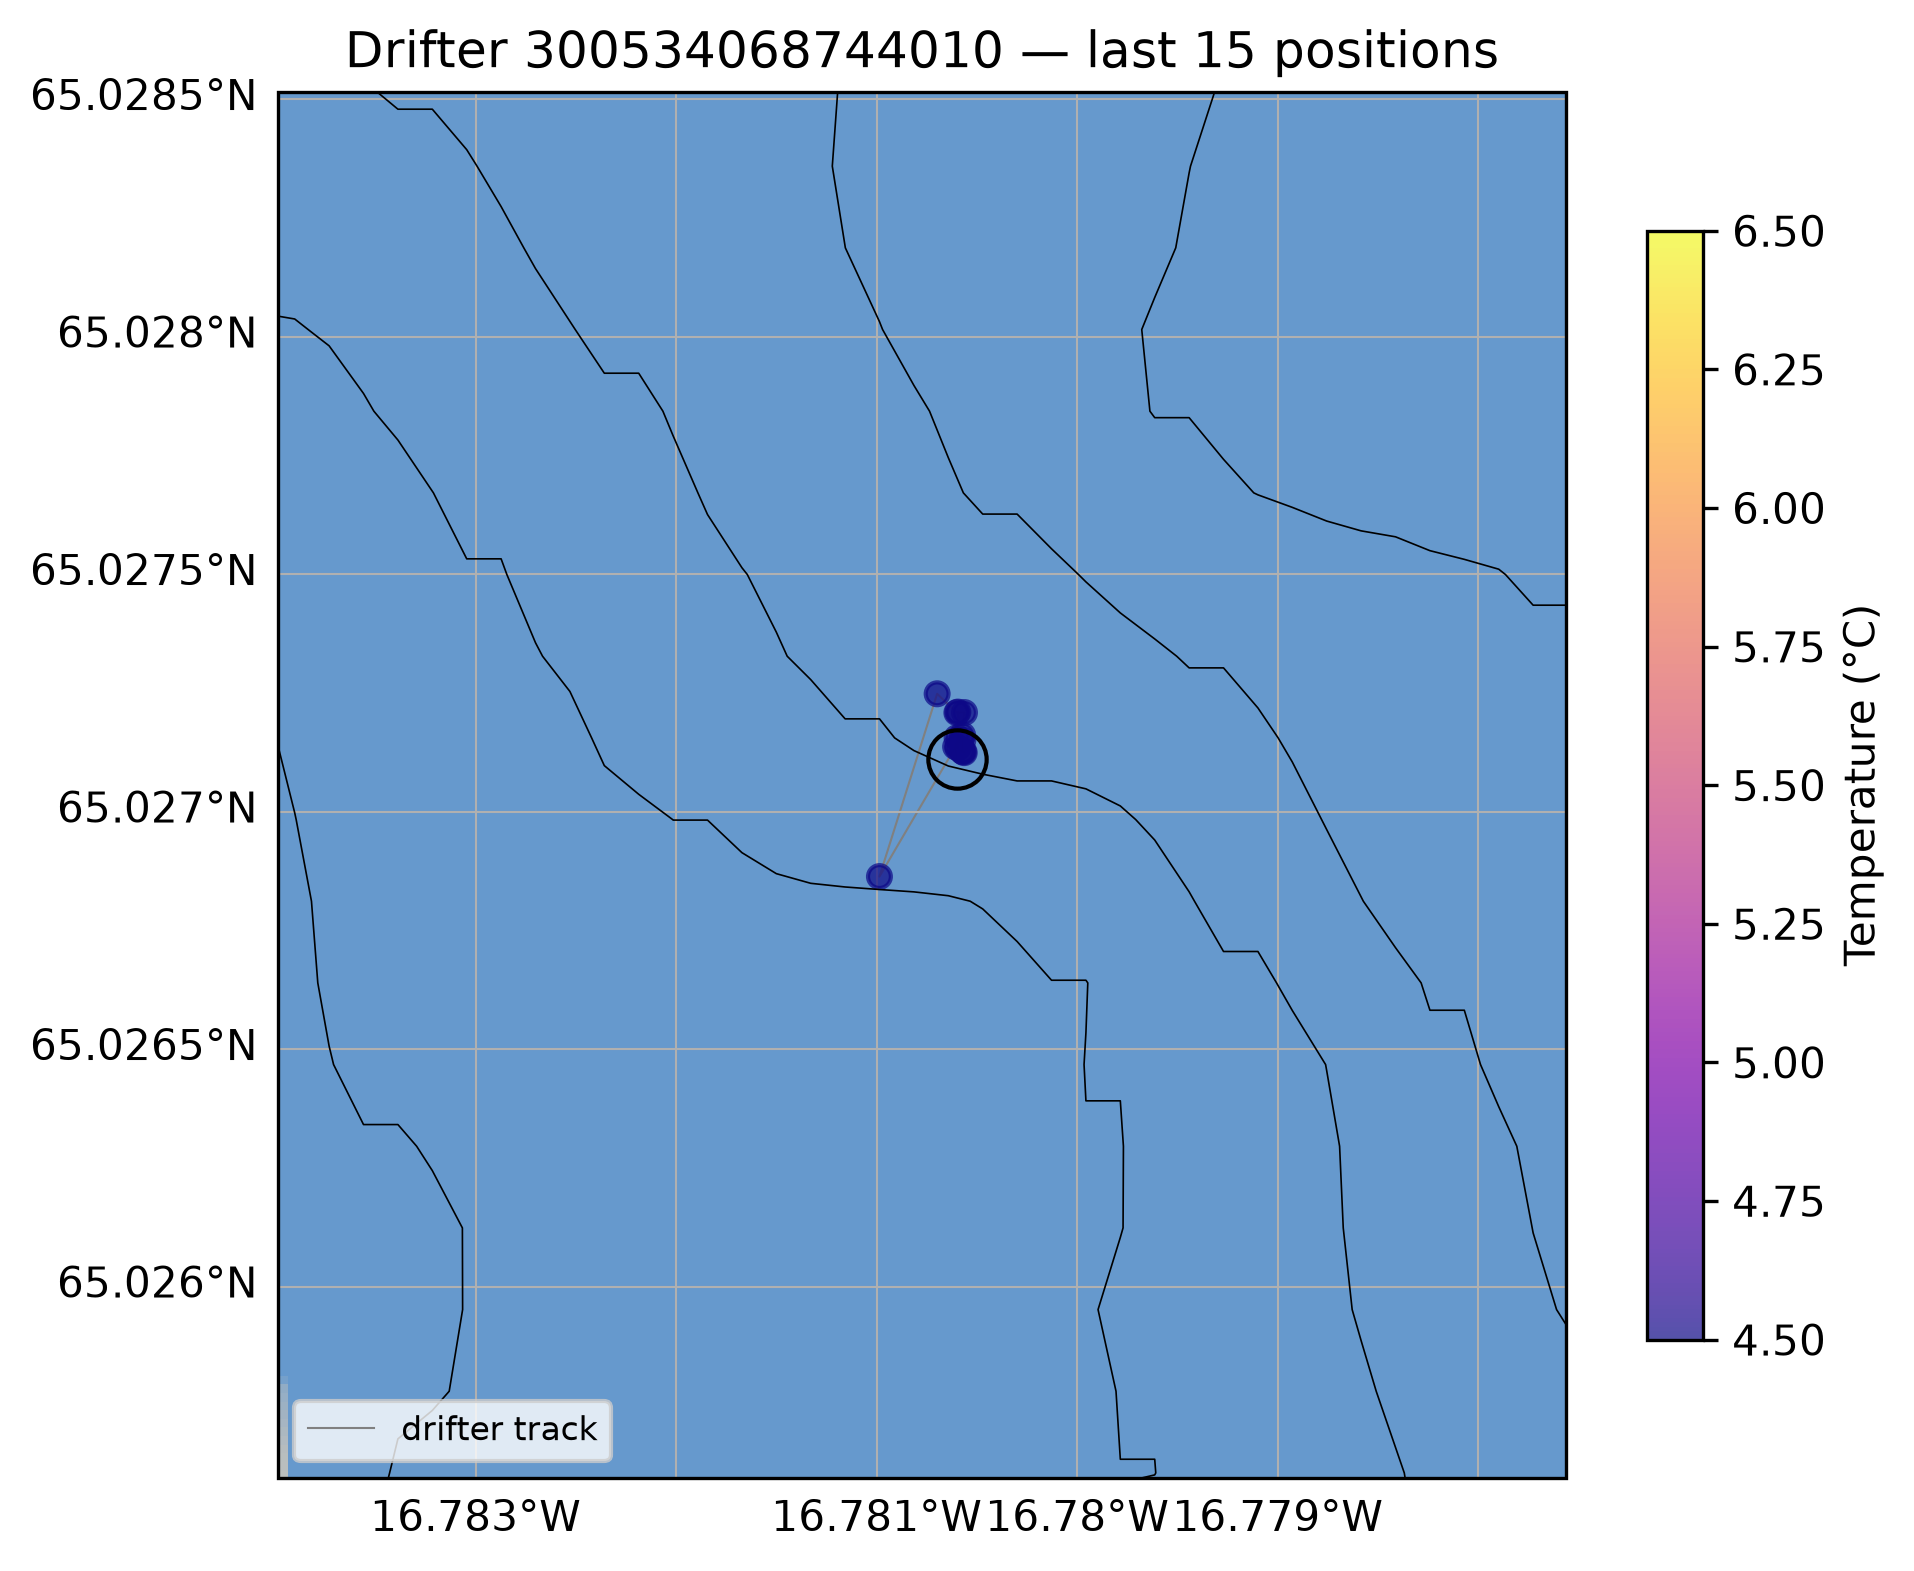 Drifter 300534068744010 — last 15 positions
65.0285°N
65.028°N
65.0275°N
65.027°N
65.0265°N
65.026°N
16.783°W
16.781°W
16.78°W
16.779°W
drifter track
6.50
6.25
6.00
5.75
5.50
5.25
5.00
4.75
4.50
Temperature (°C)